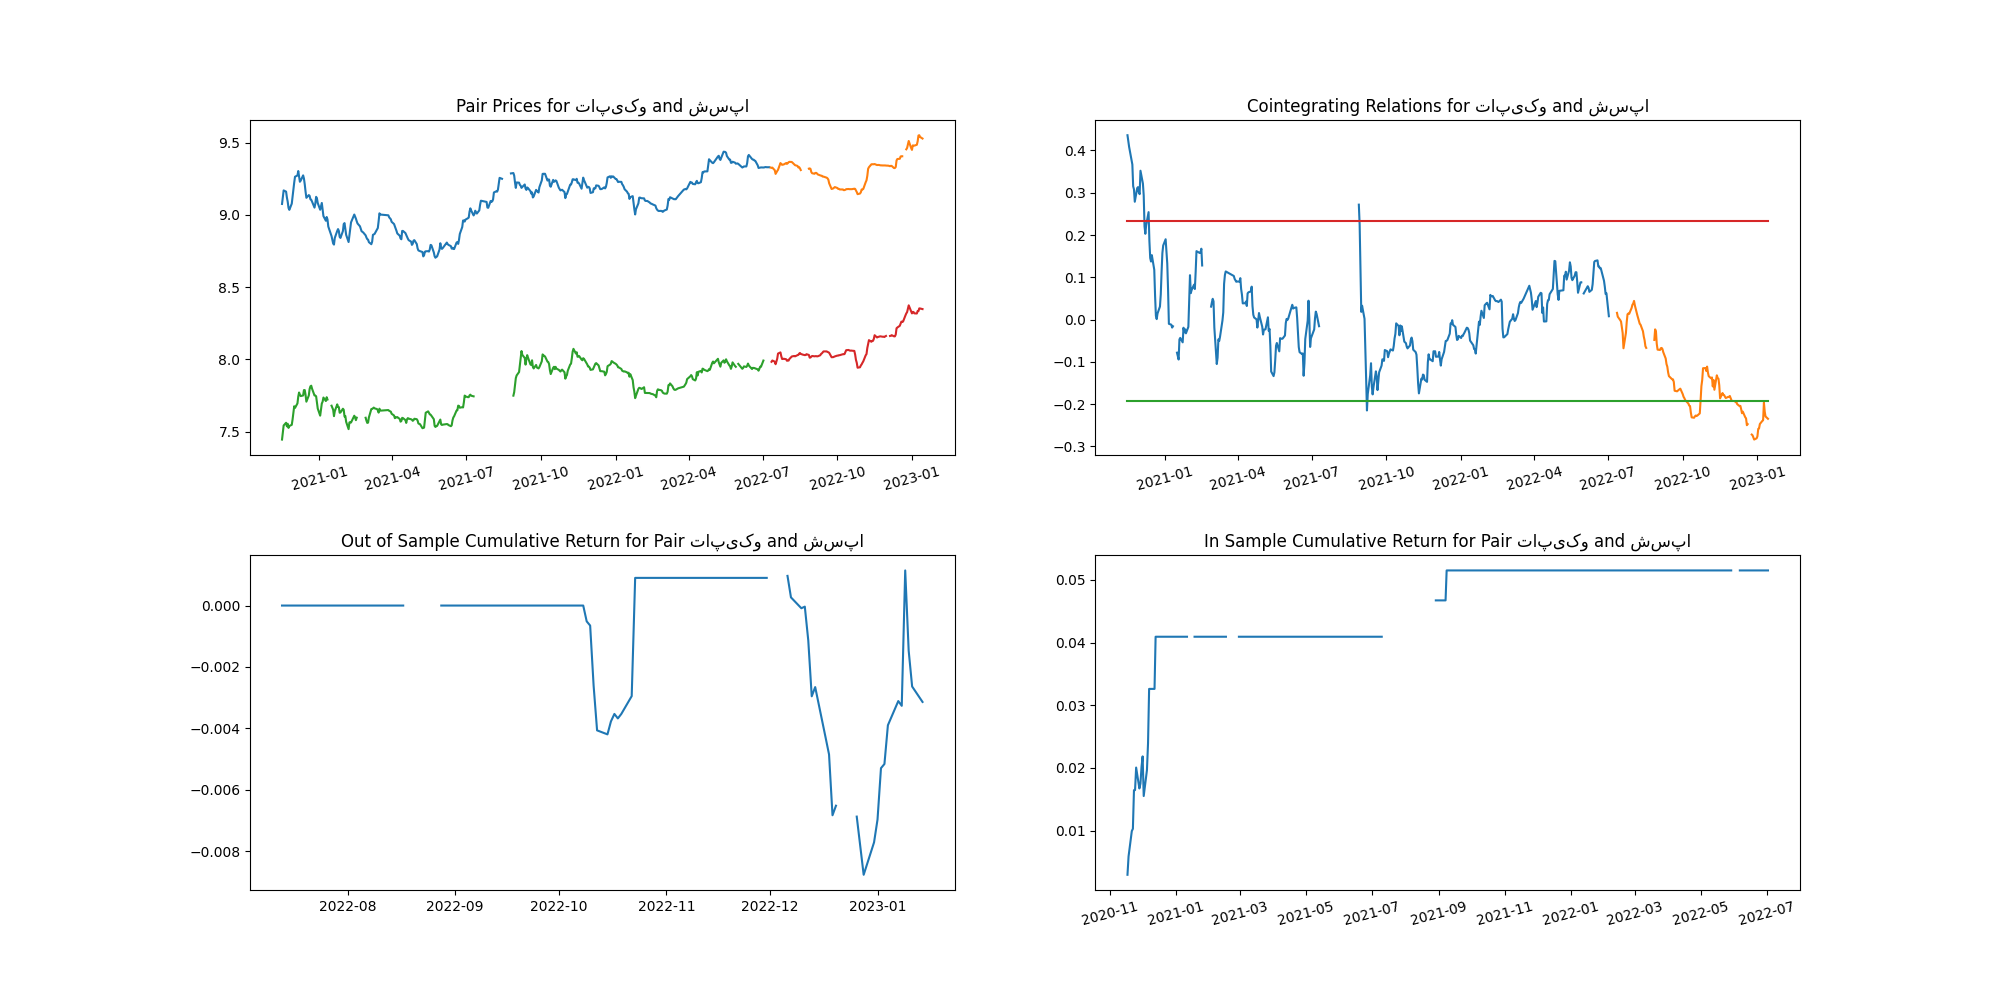 Pair Prices for تاپیکو and شسپا
9.5
9.0
8.5
8.0
7.5
2021-01 2021-04 2021-07 2021-10 2022-01 2022-04 2022-07 2022-10 2023-01
Cointegrating Relations for تاپیکو and شسپا
0.4
0.3
0.2
0.1
0.0
−0.1
−0.2
−0.3
2021-01 2021-04 2021-07 2021-10 2022-01 2022-04 2022-07 2022-10 2023-01
Out of Sample Cumulative Return for Pair تاپیکو and شسپا
0.000
−0.002
−0.004
−0.006
−0.008
2022-08 2022-09 2022-10 2022-11 2022-12 2023-01
In Sample Cumulative Return for Pair تاپیکو and شسپا
0.05
0.04
0.03
0.02
0.01
2020-11 2021-01 2021-03 2021-05 2021-07 2021-09 2021-11 2022-01 2022-03 2022-05 2022-07